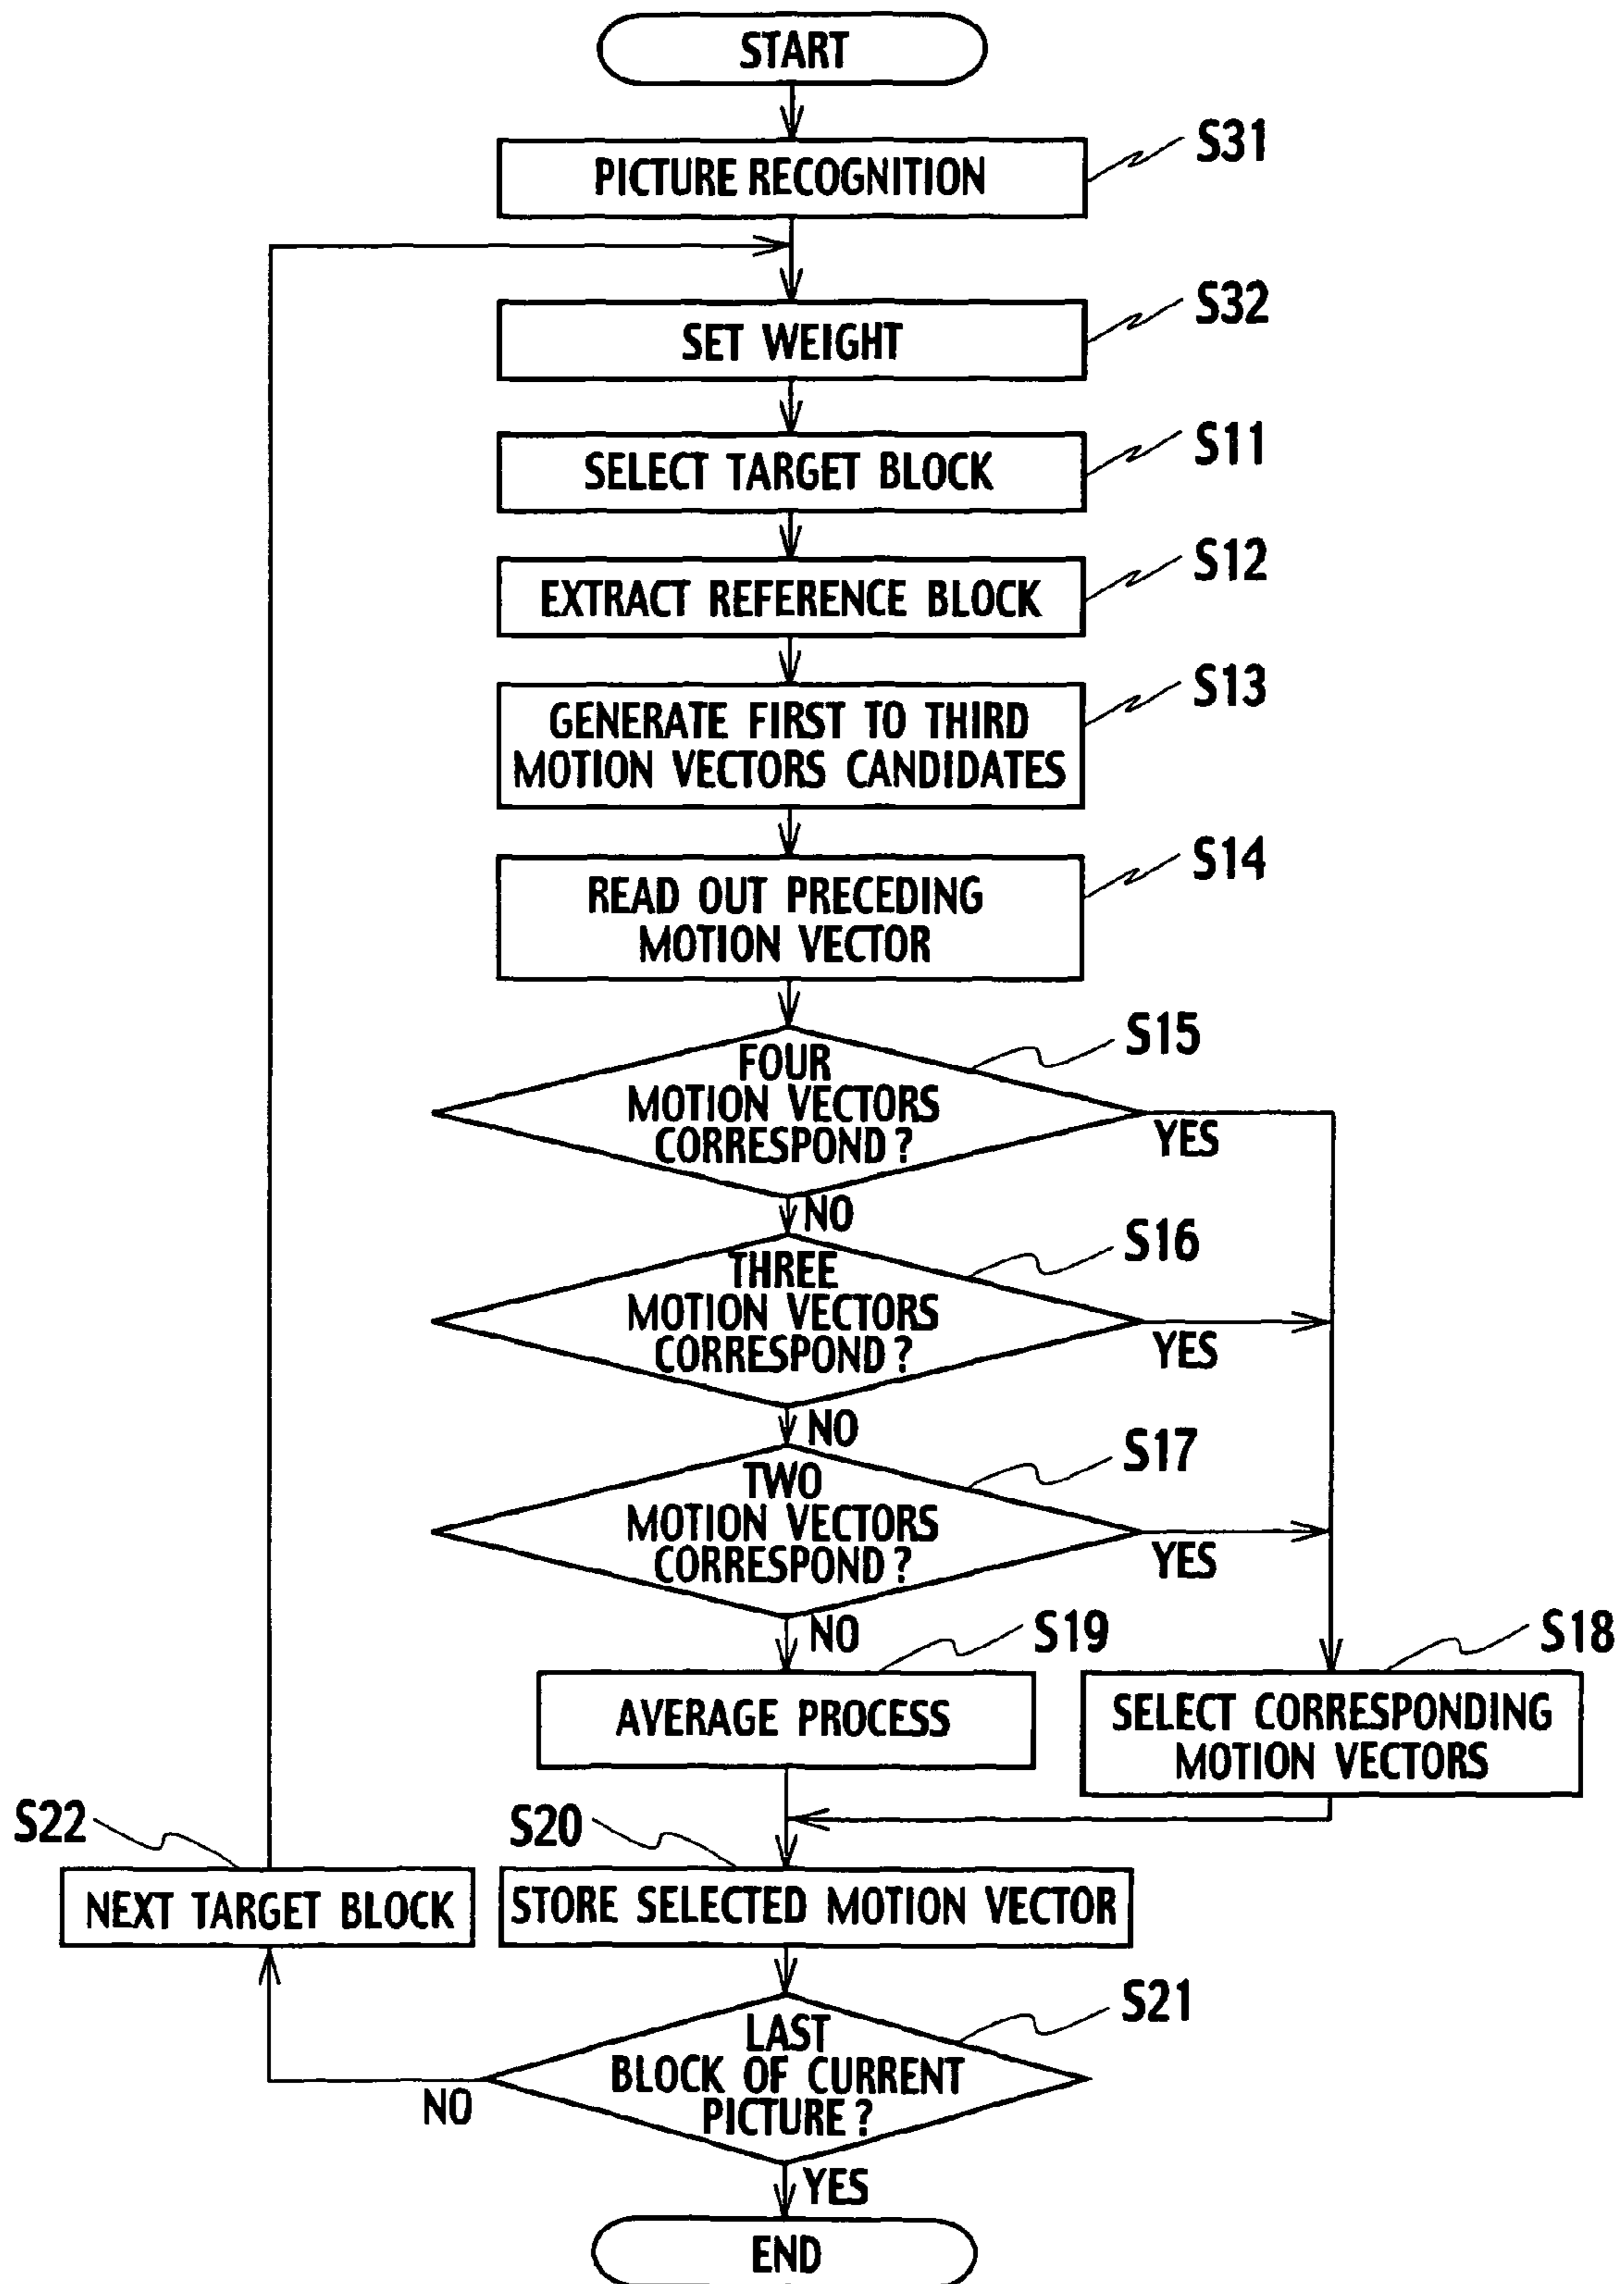 START
PICTURE RECOGNITION
S31
SET WEIGHT
S32
SELECT TARGET BLOCK
S11
EXTRACT REFERENCE BLOCK
S12
GENERATE FIRST TO THIRD
MOTION VECTORS CANDIDATES
S13
READ OUT PRECEDING
MOTION VECTOR
S14
FOUR
MOTION VECTORS
CORRESPOND?
S15
YES
NO
THREE
MOTION VECTORS
CORRESPOND?
S16
YES
NO
TWO
MOTION VECTORS
CORRESPOND?
S17
YES
NO
AVERAGE PROCESS
S19
SELECT CORRESPONDING
MOTION VECTORS
S18
S22
NEXT TARGET BLOCK
S20
STORE SELECTED MOTION VECTOR
LAST
BLOCK OF CURRENT
PICTURE?
S21
NO
YES
END